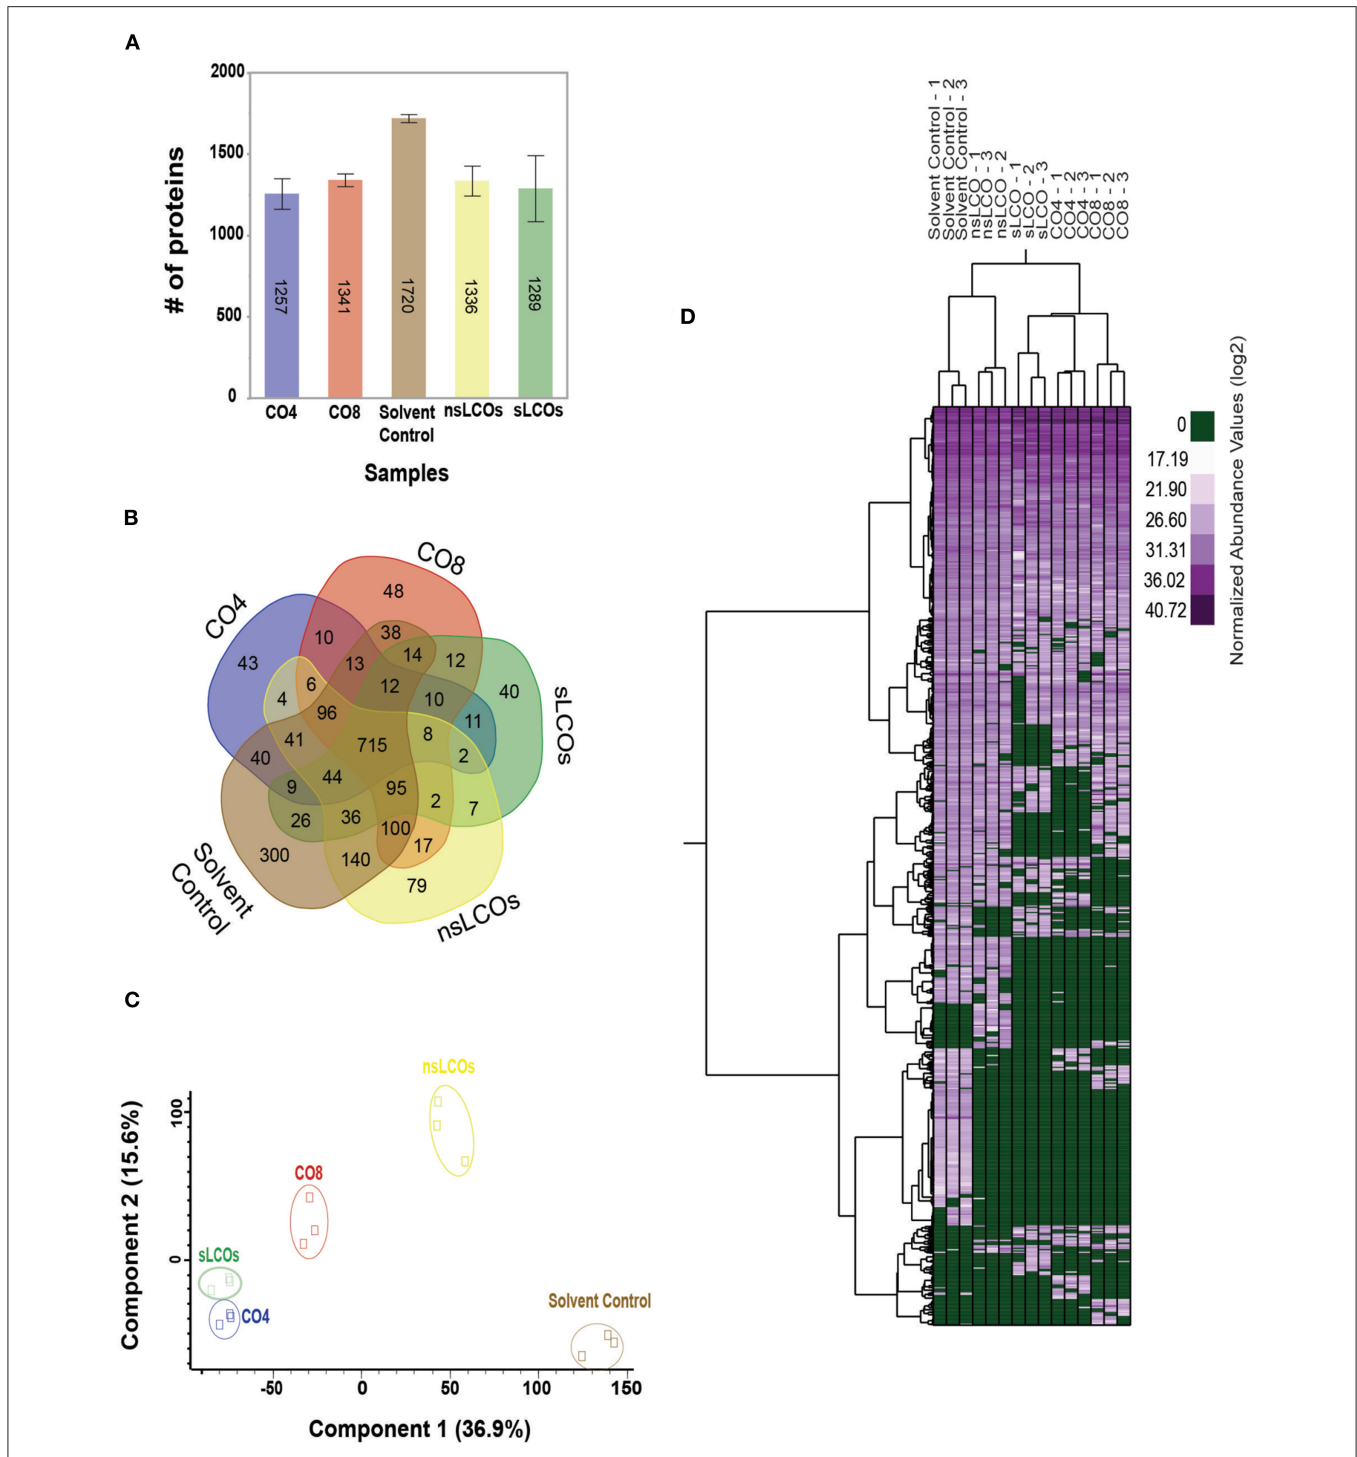 A
2000
1500
1000
500
0
# of proteins
1257
1341
1720
1336
1289
CO4
CO8
Solvent
Control
nsLCOs
sLCOs
Samples
B
CO8
CO4
sLCOs
Solvent
Control
nsLCOs
48
10
38
43
13
14
12
4
6
12
10
40
96
11
41
715
8
2
40
44
9
95
2
7
26
36
100
17
300
140
79
C
nsLCOs
CO8
sLCOs
CO4
Solvent Control
100
0
Component 2 (15.6%)
-50
0
50
100
150
Component 1 (36.9%)
D
Solvent Control - 1
Solvent Control - 2
Solvent Control - 3
nsLCO - 1
nsLCO - 3
nsLCO - 2
sLCO - 1
sLCO - 2
sLCO - 3
CO4 - 1
CO4 - 2
CO4 - 3
CO8 - 1
CO8 - 2
CO8 - 3
0
17.19
21.90
26.60
31.31
36.02
40.72
Normalized Abundance Values (log2)